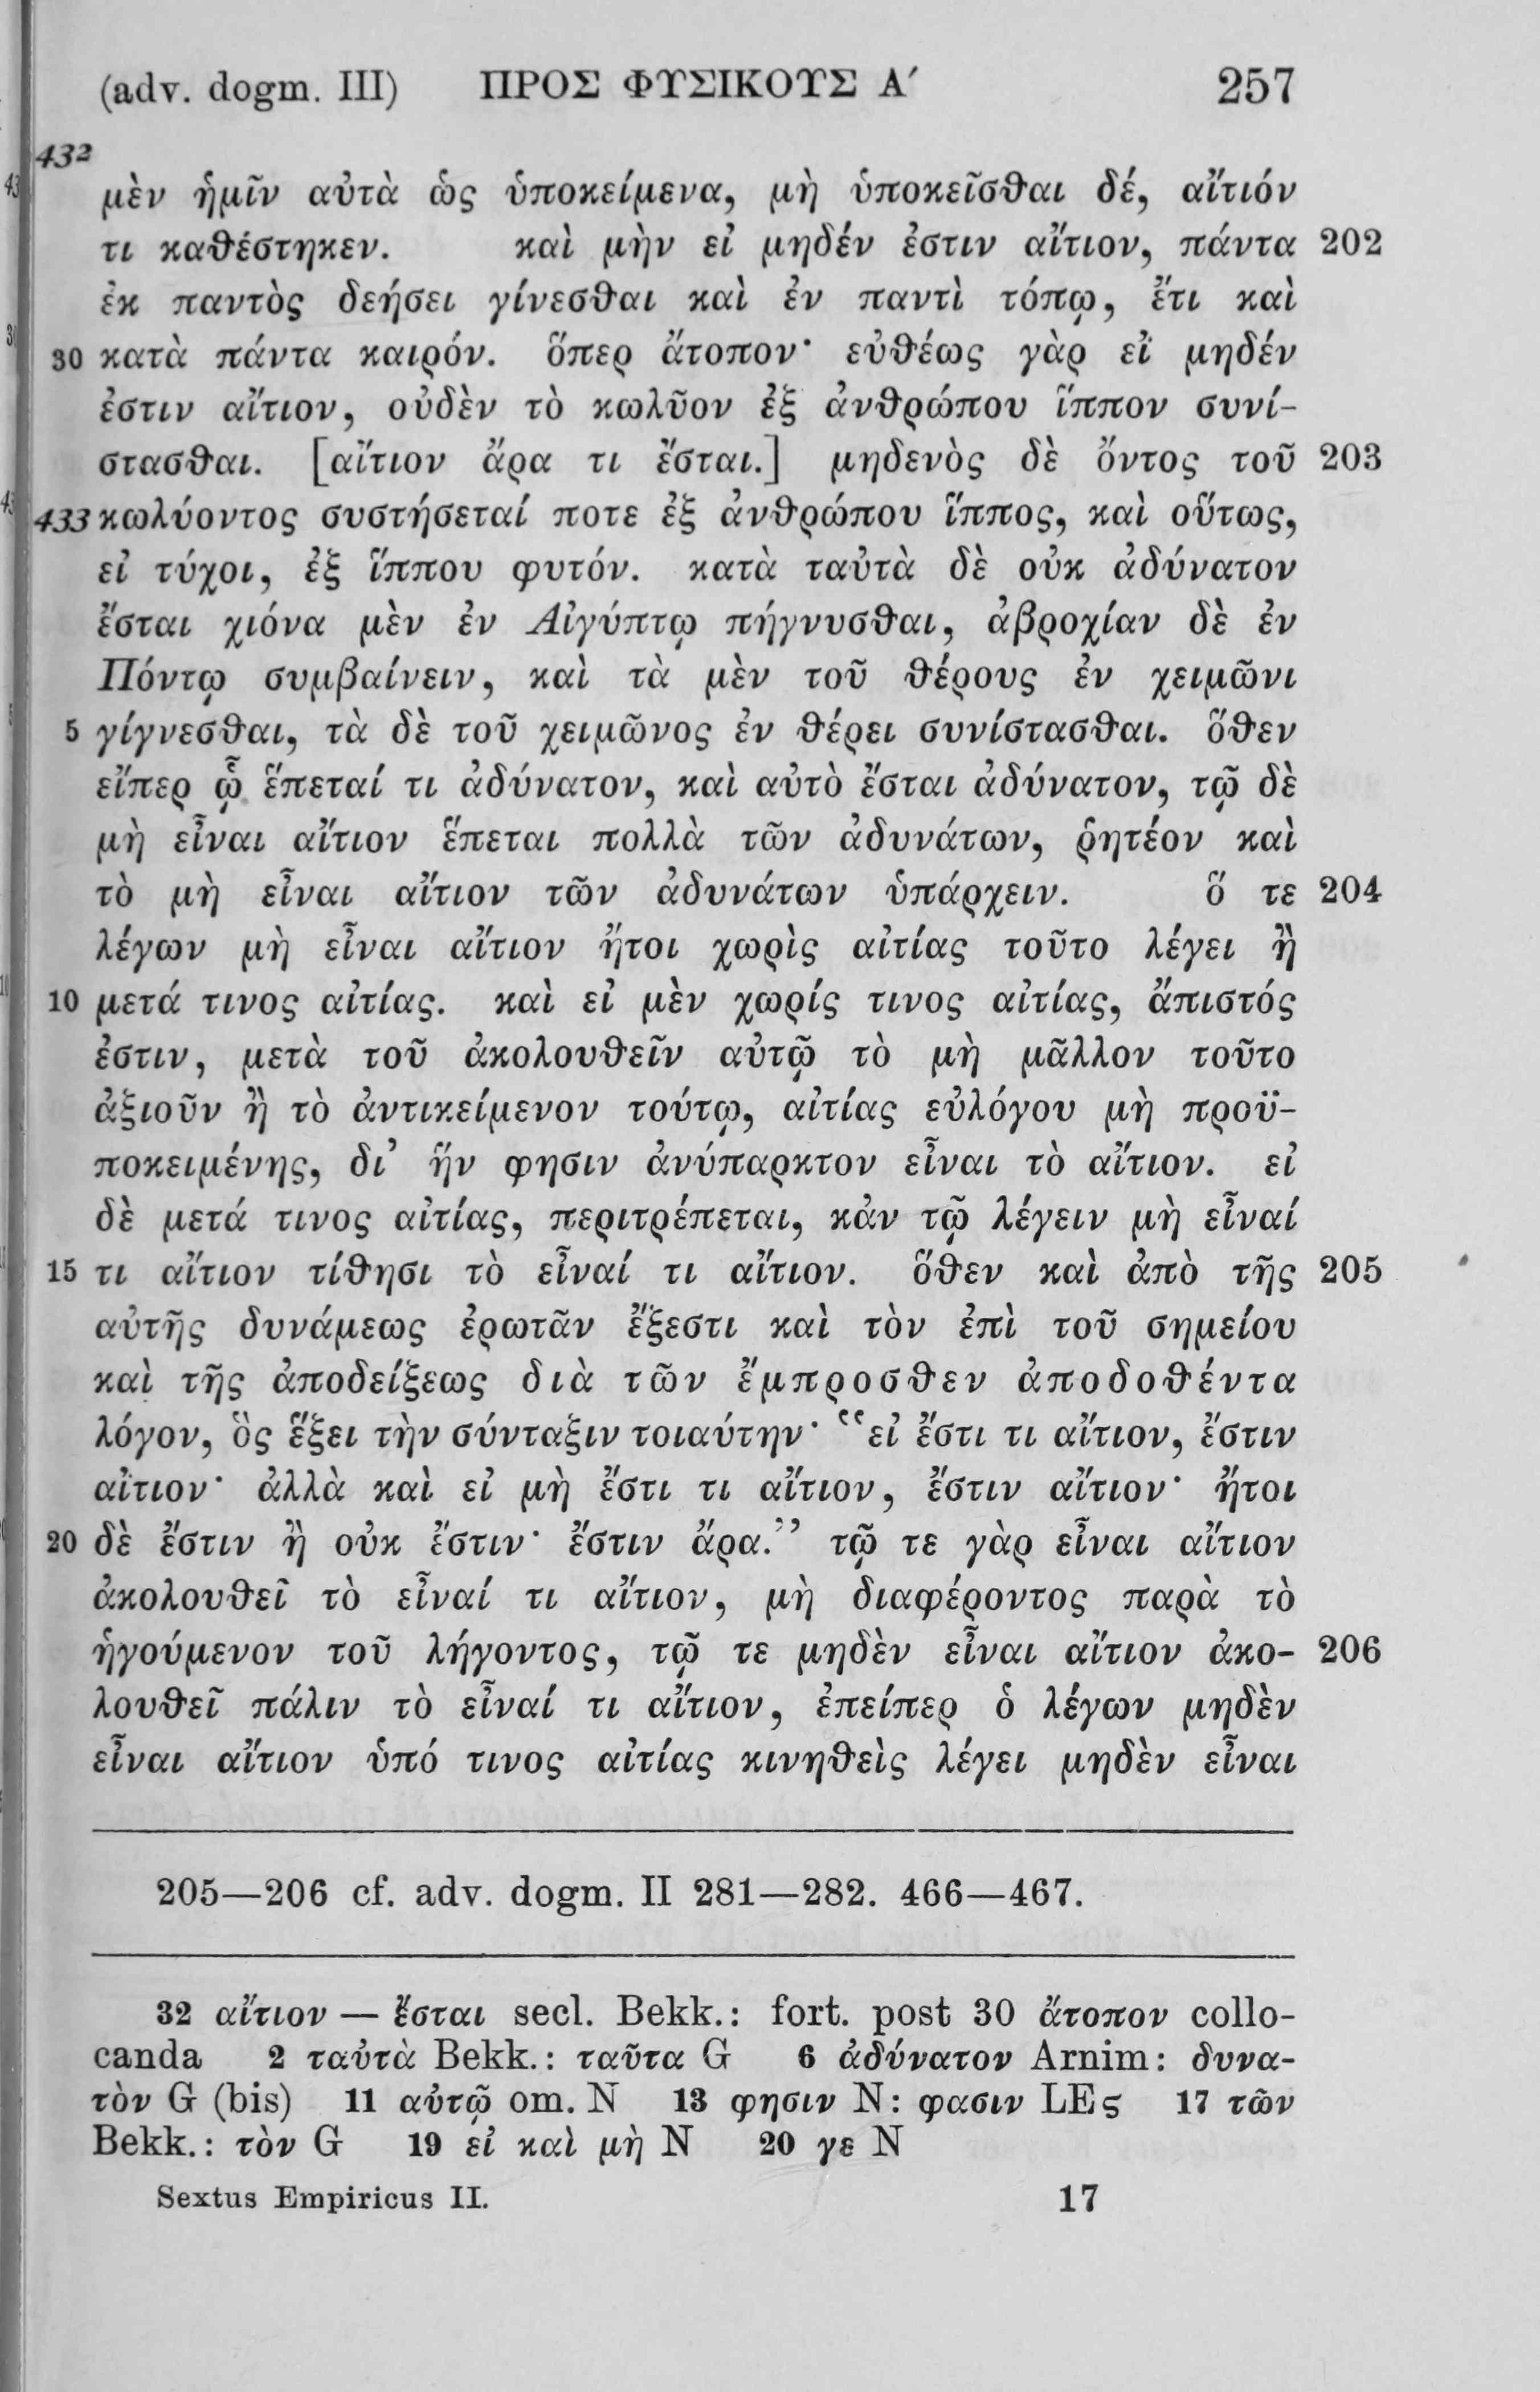 (adv. dogm. III) ΠΡΟΣ ΦΥΣΙΚΟΥΣ Α′ 257
432
μὲν ἡμῖν αὐτὰ ὡς ὑποκείμενα, μὴ ὑποκεῖσθαι δέ, αἴτιόν
τι καθέστηκεν. καὶ μὴν εἰ μηδέν ἐστιν αἴτιον, πάντα 202
ἐκ παντὸς δεήσει γίνεσθαι καὶ ἐν παντὶ τόπῳ, ἔτι καὶ
30 κατὰ πάντα καιρόν. ὅπερ ἄτοπον· εὐθέως γὰρ εἰ μηδέν
ἐστιν αἴτιον, οὐδὲν τὸ κωλῦον ἐξ ἀνθρώπου ἵππον συνί-
στασθαι. [αἴτιον ἄρα τι ἔσται.] μηδενὸς δὲ ὄντος τοῦ 203
433 κωλύοντος συστήσεταί ποτε ἐξ ἀνθρώπου ἵππος, καὶ οὕτως,
εἰ τύχοι, ἐξ ἵππου φυτόν. κατὰ ταὐτὰ δὲ οὐκ ἀδύνατον
ἔσται χιόνα μὲν ἐν Αἰγύπτῳ πήγνυσθαι, ἀβροχίαν δὲ ἐν
Πόντῳ συμβαίνειν, καὶ τὰ μὲν τοῦ θέρους ἐν χειμῶνι
5 γίγνεσθαι, τὰ δὲ τοῦ χειμῶνος ἐν θέρει συνίστασθαι. ὅθεν
εἴπερ ᾧ ἕπεταί τι ἀδύνατον, καὶ αὐτὸ ἔσται ἀδύνατον, τῷ δὲ
μὴ εἶναι αἴτιον ἕπεται πολλὰ τῶν ἀδυνάτων, ῥητέον καὶ
τὸ μὴ εἶναι αἴτιον τῶν ἀδυνάτων ὑπάρχειν. ὅ τε 204
λέγων μὴ εἶναι αἴτιον ἤτοι χωρὶς αἰτίας τοῦτο λέγει ἢ
10 μετά τινος αἰτίας. καὶ εἰ μὲν χωρίς τινος αἰτίας, ἄπιστός
ἐστιν, μετὰ τοῦ ἀκολουθεῖν αὐτῷ τὸ μὴ μᾶλλον τοῦτο
ἀξιοῦν ἢ τὸ ἀντικείμενον τούτῳ, αἰτίας εὐλόγου μὴ προϋ-
ποκειμένης, δι’ ἥν φησιν ἀνύπαρκτον εἶναι τὸ αἴτιον. εἰ
δὲ μετά τινος αἰτίας, περιτρέπεται, κἀν τῷ λέγειν μὴ εἶναί
15 τι αἴτιον τίθησι τὸ εἶναί τι αἴτιον. ὅθεν καὶ ἀπὸ τῆς 205
αὐτῆς δυνάμεως ἐρωτᾶν ἔξεστι καὶ τὸν ἐπὶ τοῦ σημείου
καὶ τῆς ἀποδείξεως διὰ τῶν ἔμπροσθεν ἀποδοθέντα
λόγον, ὃς ἕξει τὴν σύνταξιν τοιαύτην· “εἰ ἔστι τι αἴτιον, ἔστιν
αἴτιον· ἀλλὰ καὶ εἰ μὴ ἔστι τι αἴτιον, ἔστιν αἴτιον· ἤτοι
20 δὲ ἔστιν ἢ οὐκ ἔστιν· ἔστιν ἄρα.” τῷ τε γὰρ εἶναι αἴτιον
ἀκολουθεῖ τὸ εἶναί τι αἴτιον, μὴ διαφέροντος παρὰ τὸ
ἡγούμενον τοῦ λήγοντος, τῷ τε μηδὲν εἶναι αἴτιον ἀκο- 206
λουθεῖ πάλιν τὸ εἶναί τι αἴτιον, ἐπείπερ ὁ λέγων μηδὲν
εἶναι αἴτιον ὑπό τινος αἰτίας κινηθεὶς λέγει μηδὲν εἶναι
205—206 cf. adv. dogm. II 281—282. 466—467.
32 αἴτιον — ἔσται secl. Bekk.: fort. post 30 ἄτοπον collo-
canda 2 ταὐτὰ Bekk.: ταῦτα G 6 ἀδύνατον Arnim: δυνα-
τὸν G (bis) 11 αὐτῷ om. N 13 φησιν N: φασιν LEς 17 τῶν
Bekk.: τὸν G 19 εἰ καὶ μὴ N 20 γε N
Sextus Empiricus II. 17